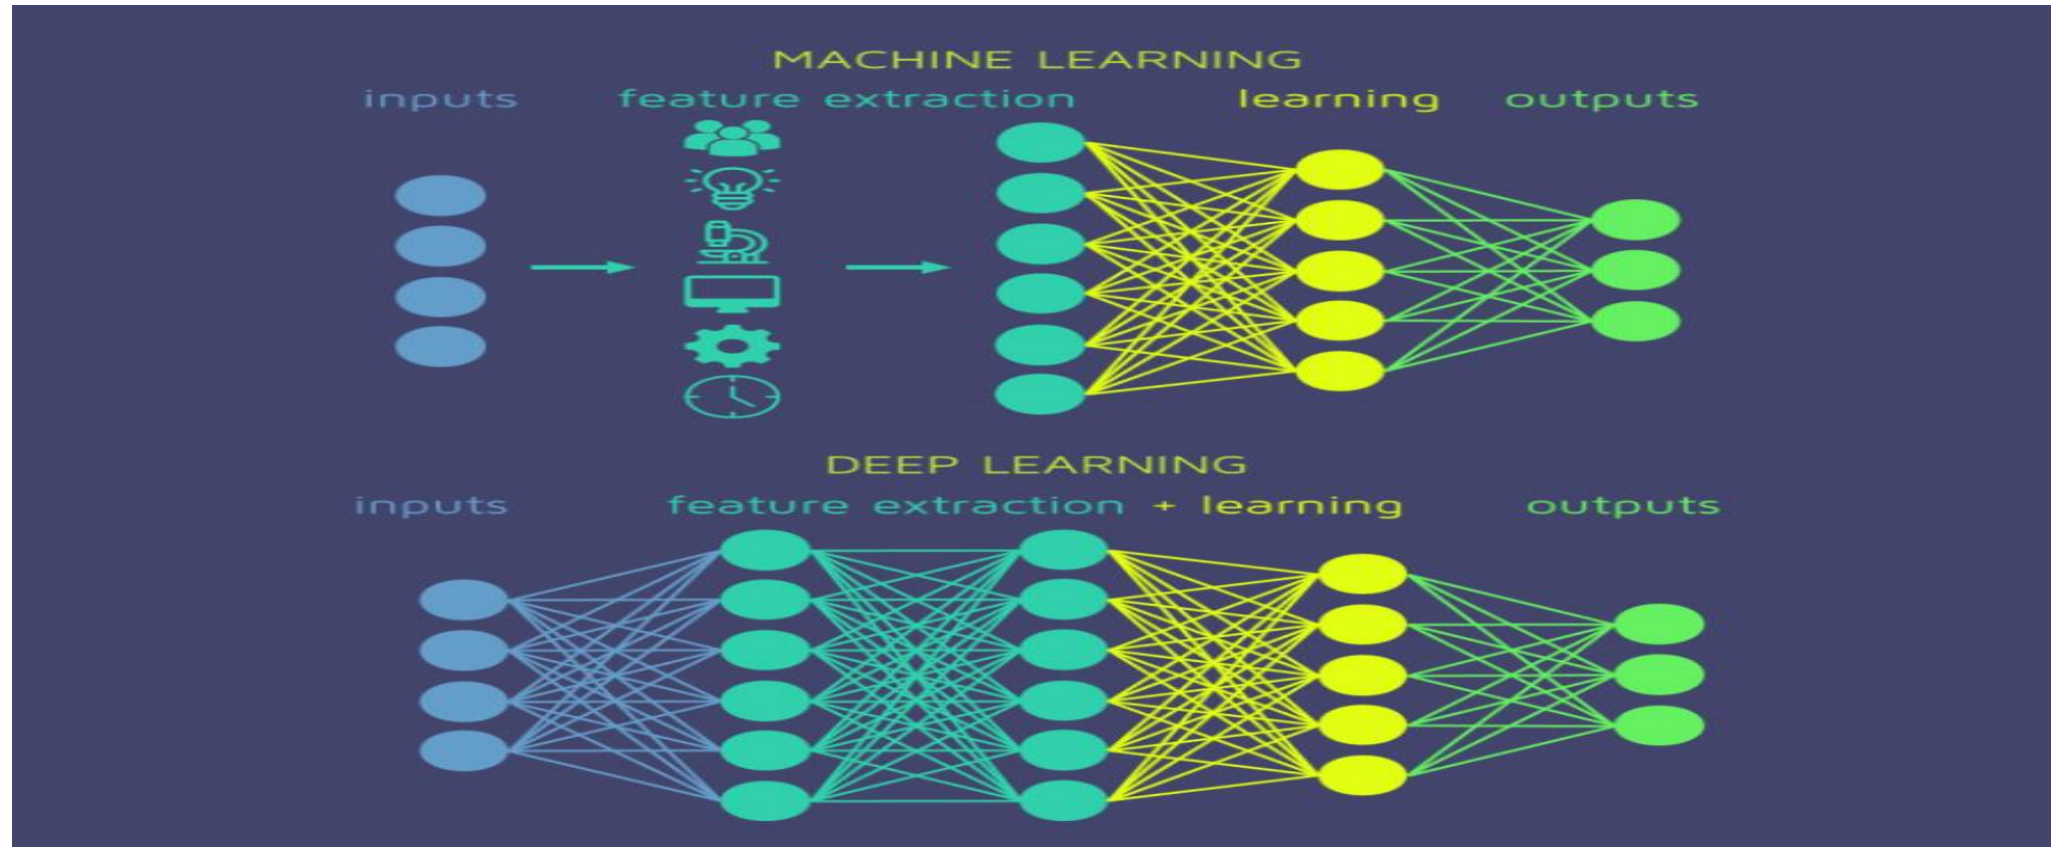 MACHINE LEARNING
inputs feature extraction learning outputs
DEEP LEARNING
inputs feature extraction + learning outputs